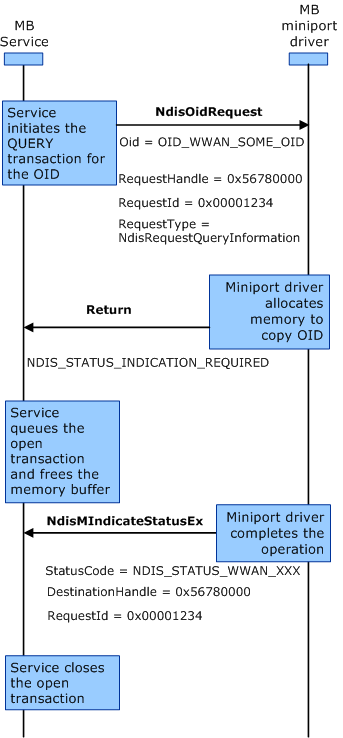 MB
Service
MB
miniport
driver
Service
initiates the
QUERY
transaction for
the OID
NdisOidRequest
Oid = OID_WWAN_SOME_OID
RequestHandle = 0x56780000
RequestId = 0x00001234
RequestType =
NdisRequestQueryInformation
Miniport driver
allocates
memory to
copy OID
Return
NDIS_STATUS_INDICATION_REQUIRED
Service
queues the
open
transaction
and frees the
memory buffer
NdisMIndicateStatusEx
Miniport driver
completes the
operation
StatusCode = NDIS_STATUS_WWAN_XXX
DestinationHandle = 0x56780000
RequestId = 0x00001234
Service closes
the open
transaction